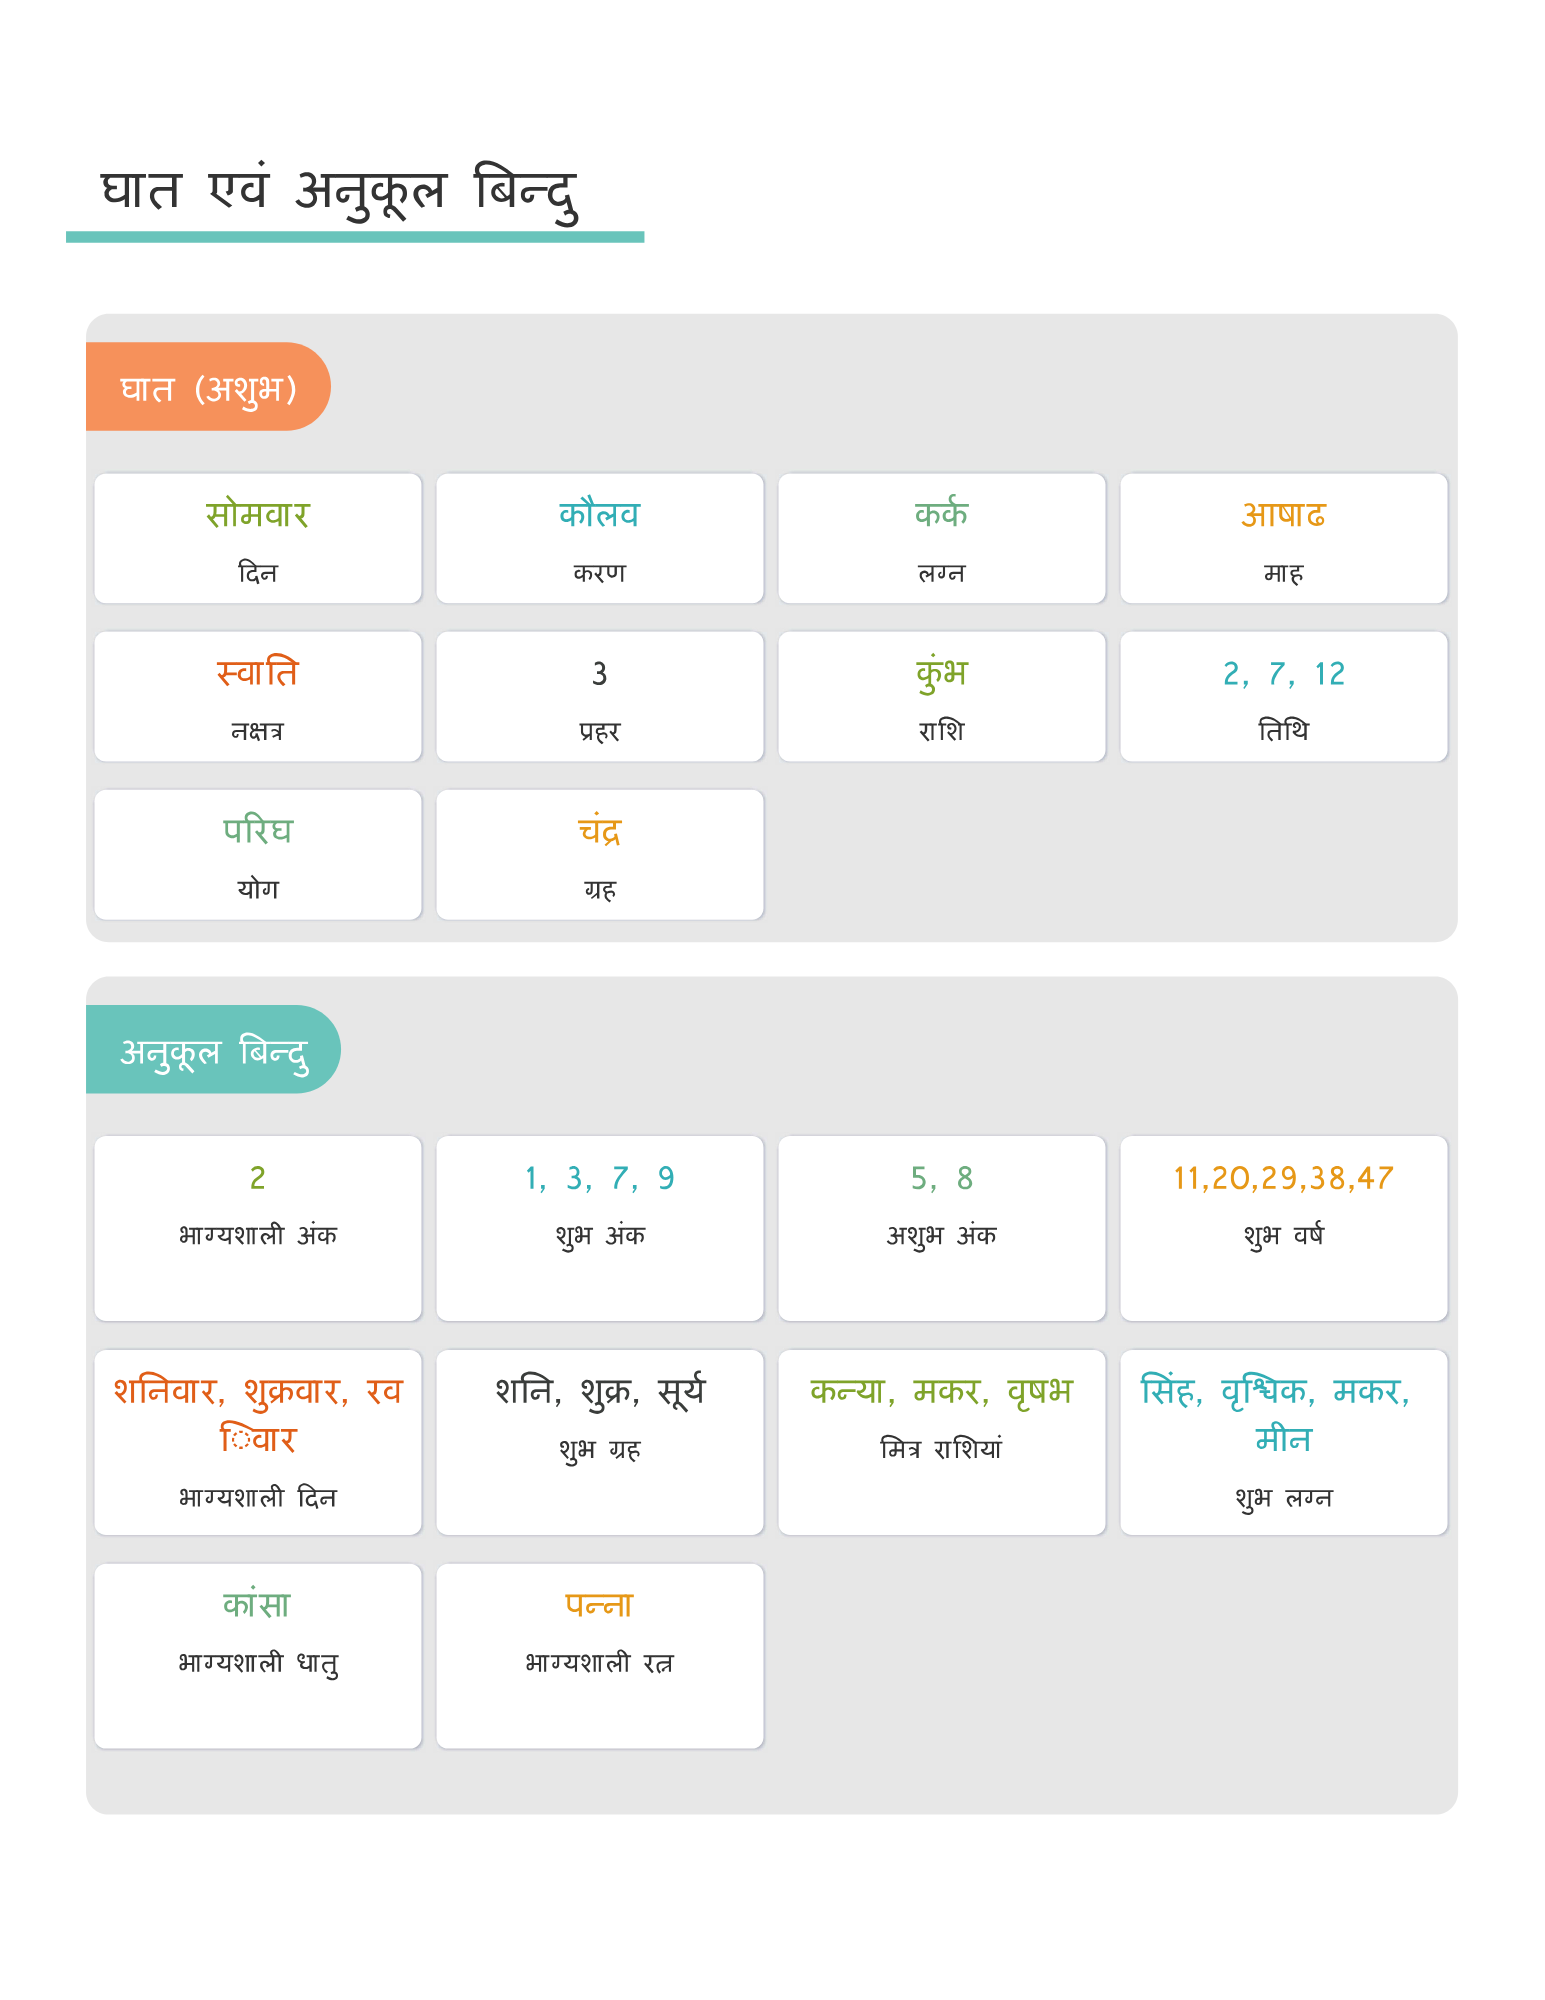 घात एवं अनुकूल बिन्दु
घात (अशुभ)
सोमवार
दिन
कौलव
करण
कर्क
लग्न
आषाढ
माह
स्वाति
नक्षत्र
3
प्रहर
कुंभ
राशि
2, 7, 12
तिथि
परिघ
योग
चंद्र
ग्रह
अनुकूल बिन्दु
2
भाग्यशाली अंक
1, 3, 7, 9
शुभ अंक
5, 8
अशुभ अंक
11,20,29,38,47
शुभ वर्ष
शनिवार, शुक्रवार, रव
िवार
भाग्यशाली दिन
शनि, शुक्र, सूर्य
शुभ ग्रह
कन्या, मकर, वृषभ
मित्र राशियां
सिंह, वृश्चिक, मकर,
मीन
शुभ लग्न
कांसा
भाग्यशाली धातु
पन्ना
भाग्यशाली रत्न